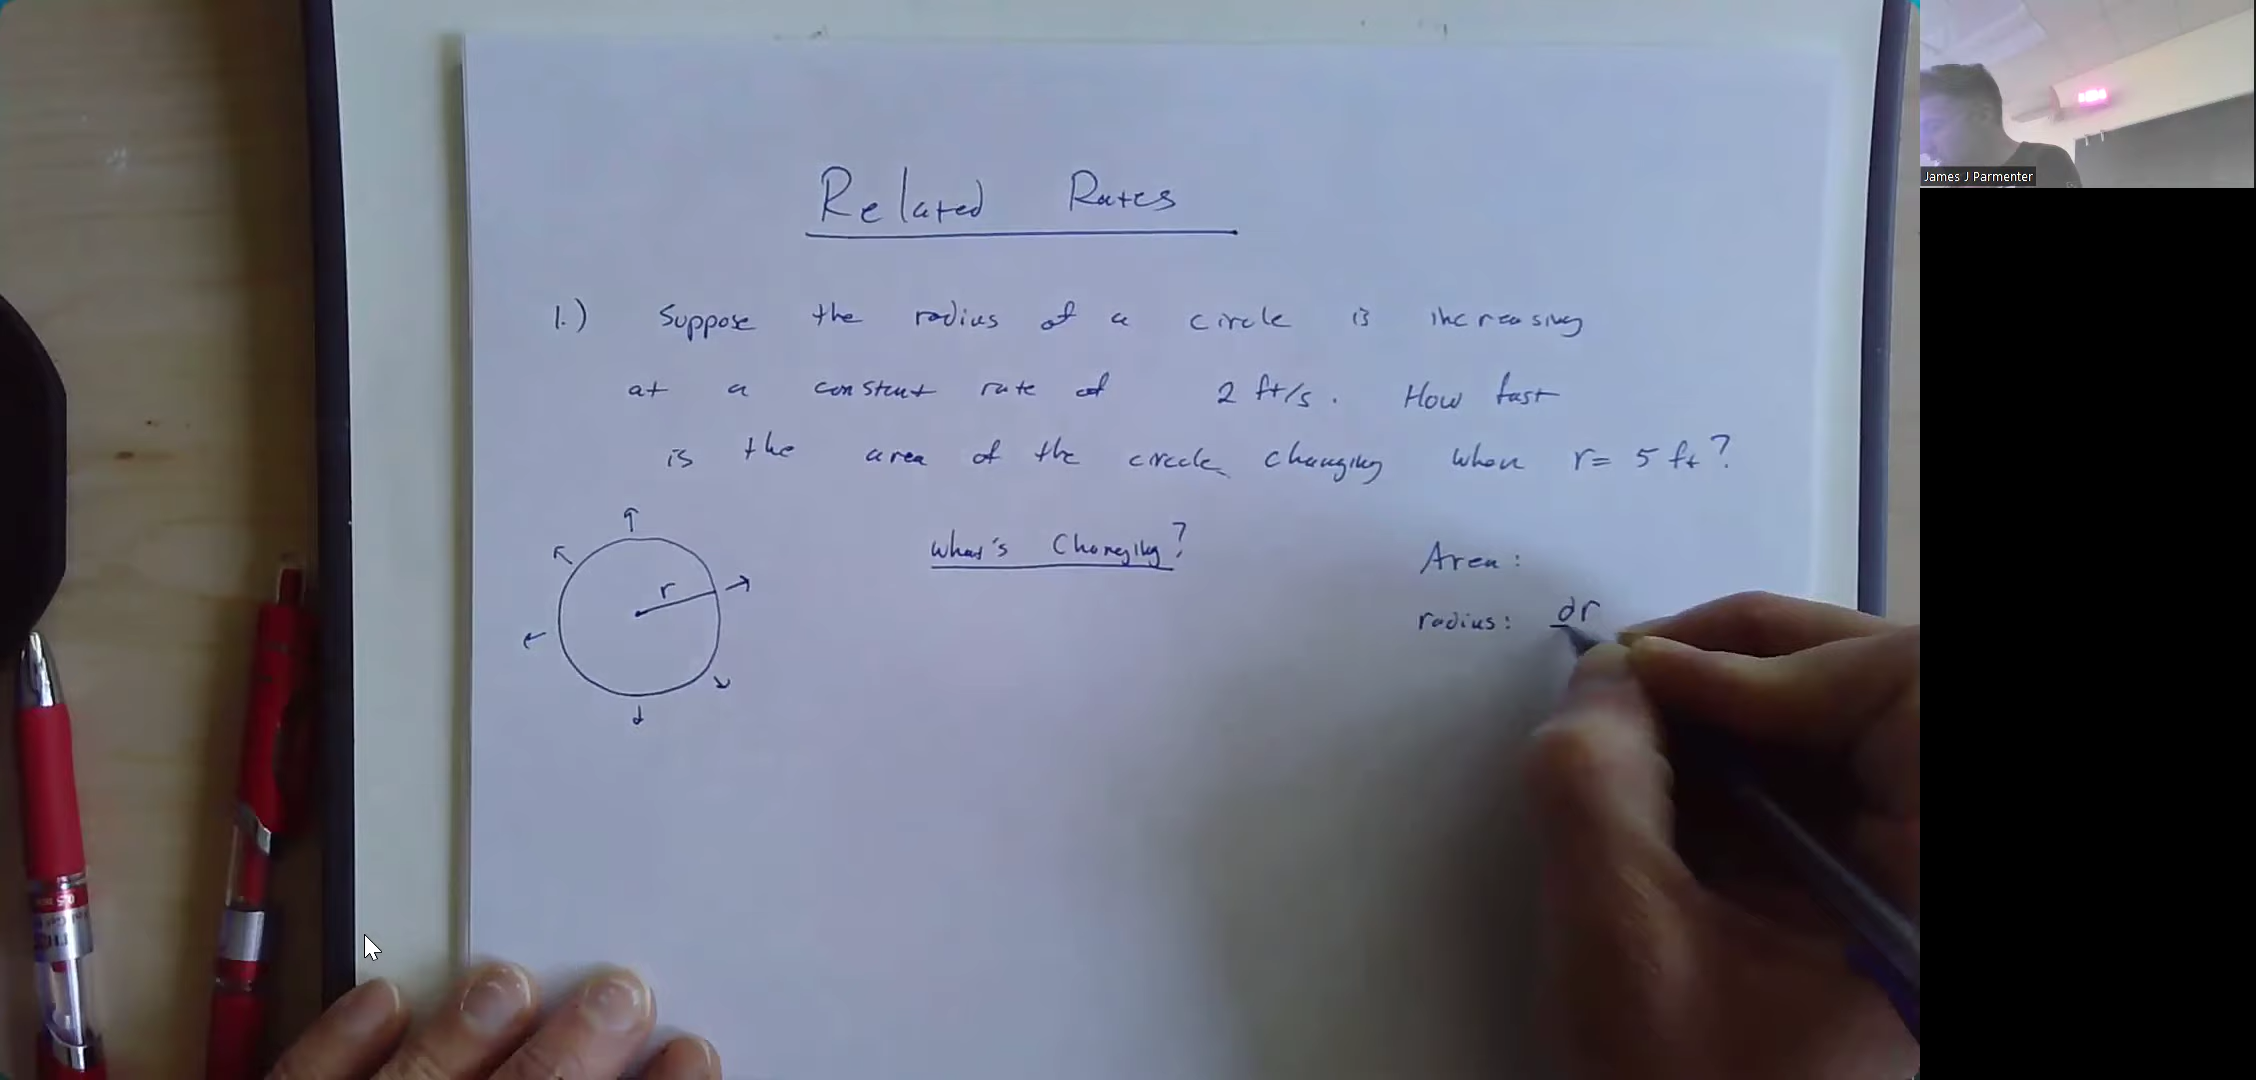 Related Rates
1.) Suppose the radius of a circle is increasing
at a constant rate of 2 ft/s. How fast
is the area of the circle changing when r= 5 ft?
r
What's Changing?
Area:
radius: dr
James J Parmenter